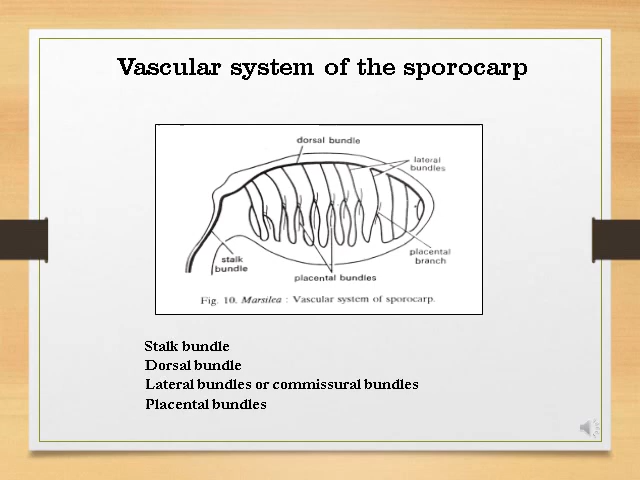 Vascular system of the sporocarp
dorsal bundle
lateral
bundles
stalk
bundle
placental
branch
placental bundles
Fig. 10. Marsilea : Vascular system of sporocarp.
Stalk bundle
Dorsal bundle
Lateral bundles or commissural bundles
Placental bundles